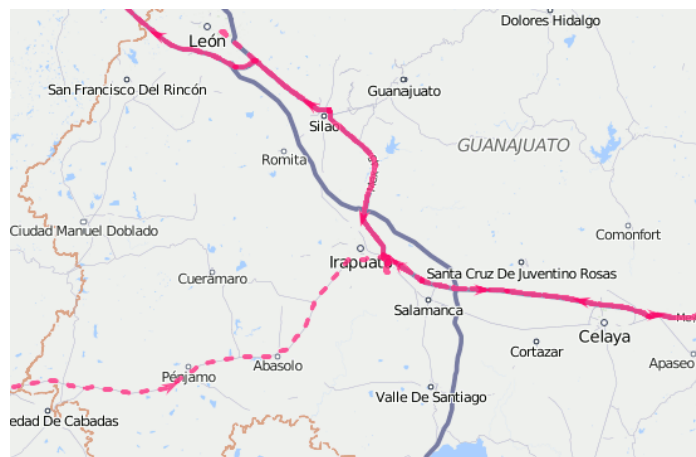 Dolores Hidalgo
León
San Francisco Del Rincón
Guanajuato
Silao
GUANAJUATO
Romita
Ciudad Manuel Doblado
Comonfort
Irapuato
Santa Cruz De Juventino Rosas
Cuerámaro
Salamanca
Celaya
Cortazar
Abasolo
Apaseo
Pénjamo
Valle De Santiago
edad De Cabadas